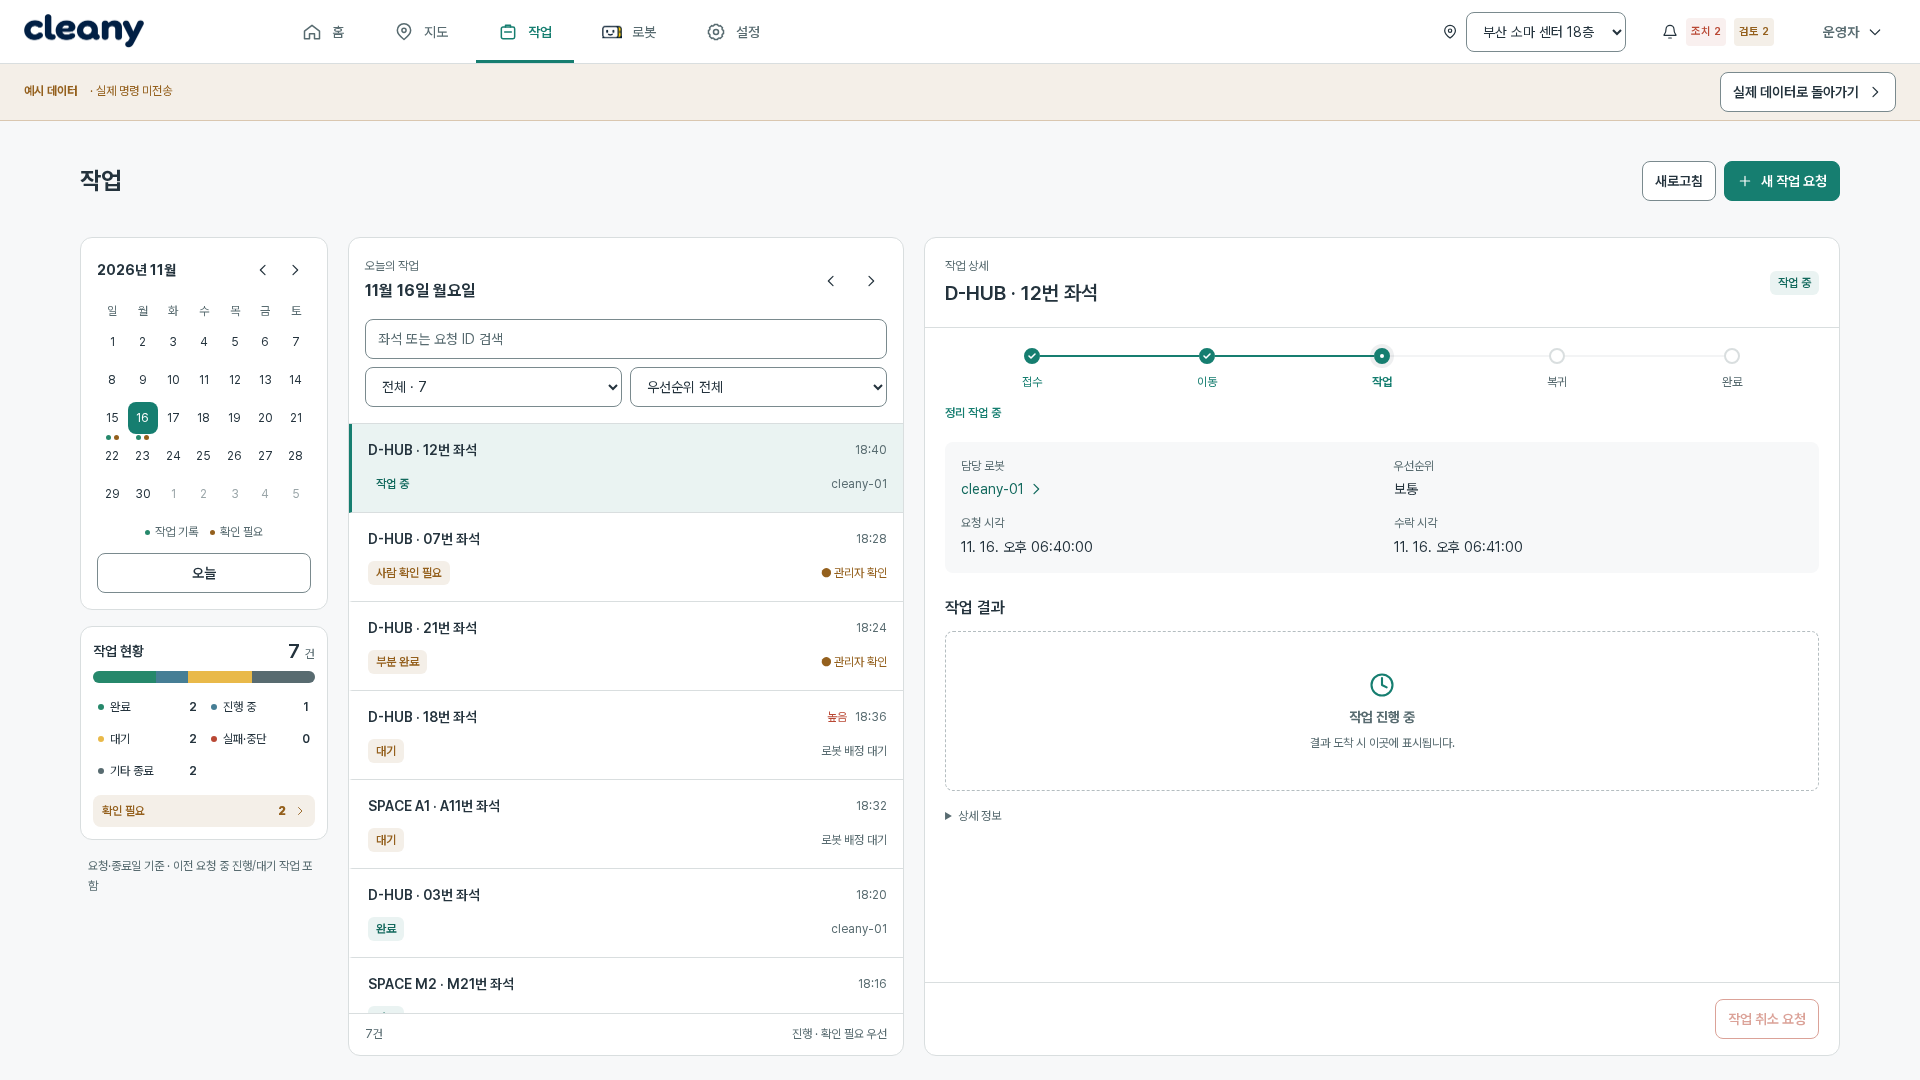 cleany
홈
지도
작업
로봇
설정
부산 소마 센터 18층
조치 2
검토 2
운영자
예시 데이터 · 실제 명령 미전송
실제 데이터로 돌아가기
작업
새로고침
새 작업 요청
2026년 11월
일 월 화 수 목 금 토
1 2 3 4 5 6 7
8 9 10 11 12 13 14
15 16 17 18 19 20 21
22 23 24 25 26 27 28
29 30 1 2 3 4 5
작업 기록 확인 필요
오늘
작업 현황 7 건
완료 2 진행 중 1
대기 2 실패·중단 0
기타 종료 2
확인 필요 2
요청·종료일 기준 · 이전 요청 중 진행/대기 작업 포
함
오늘의 작업
11월 16일 월요일
좌석 또는 요청 ID 검색
전체 · 7
우선순위 전체
D-HUB · 12번 좌석 18:40
작업 중 cleany-01
D-HUB · 07번 좌석 18:28
사람 확인 필요 관리자 확인
D-HUB · 21번 좌석 18:24
부분 완료 관리자 확인
D-HUB · 18번 좌석 높음 18:36
대기 로봇 배정 대기
SPACE A1 · A11번 좌석 18:32
대기 로봇 배정 대기
D-HUB · 03번 좌석 18:20
완료 cleany-01
SPACE M2 · M21번 좌석 18:16
7건 진행 · 확인 필요 우선
작업 상세
D-HUB · 12번 좌석
작업 중
접수 이동 작업 복귀 완료
정리 작업 중
담당 로봇 우선순위
cleany-01 보통
요청 시각 수락 시각
11. 16. 오후 06:40:00 11. 16. 오후 06:41:00
작업 결과
작업 진행 중
결과 도착 시 이곳에 표시됩니다.
상세 정보
작업 취소 요청